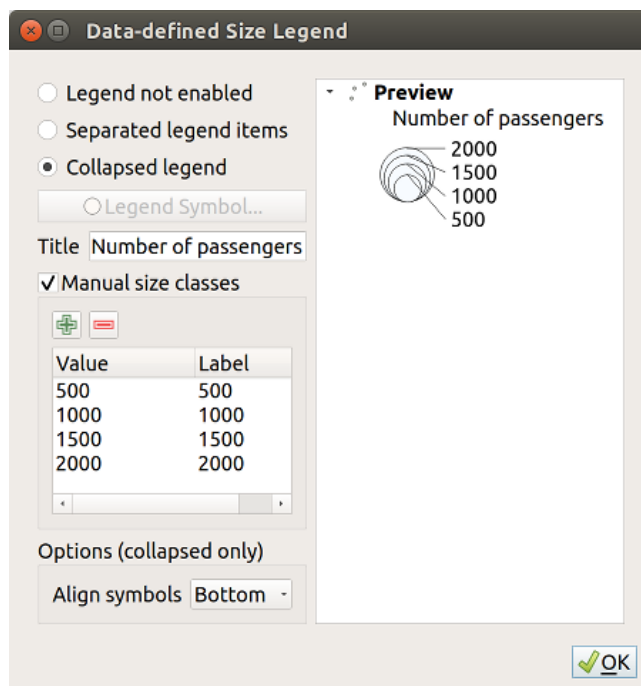 Data-defined Size Legend
Legend not enabled
Separated legend items
Collapsed legend
Legend Symbol...
Title Number of passengers
Manual size classes
Value Label
500 500
1000 1000
1500 1500
2000 2000
Options (collapsed only)
Align symbols Bottom
Preview
Number of passengers
2000
1500
1000
500
OK